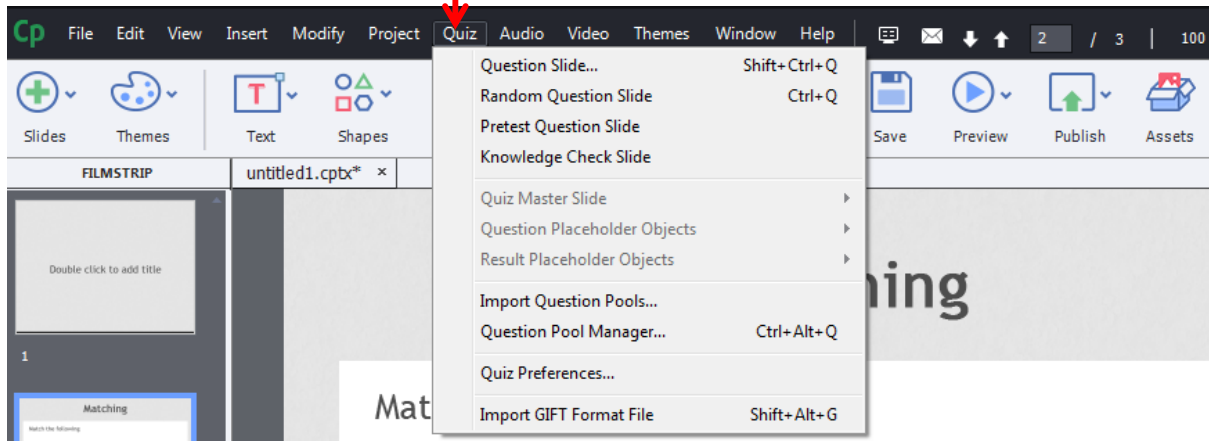 Cp File Edit View Insert Modify Project Quiz Audio Video Themes Window Help 2 / 3 100
Slides Themes Text Shapes Save Preview Publish Assets
FILMSTRIP untitled1.cptx* ×
Question Slide... Shift+Ctrl+Q
Random Question Slide Ctrl+Q
Pretest Question Slide
Knowledge Check Slide
Quiz Master Slide
Question Placeholder Objects
Result Placeholder Objects
Import Question Pools...
Question Pool Manager... Ctrl+Alt+Q
Quiz Preferences...
Import GIFT Format File Shift+Alt+G
Double click to add title
1
Matching
Match the following
hing
Mat